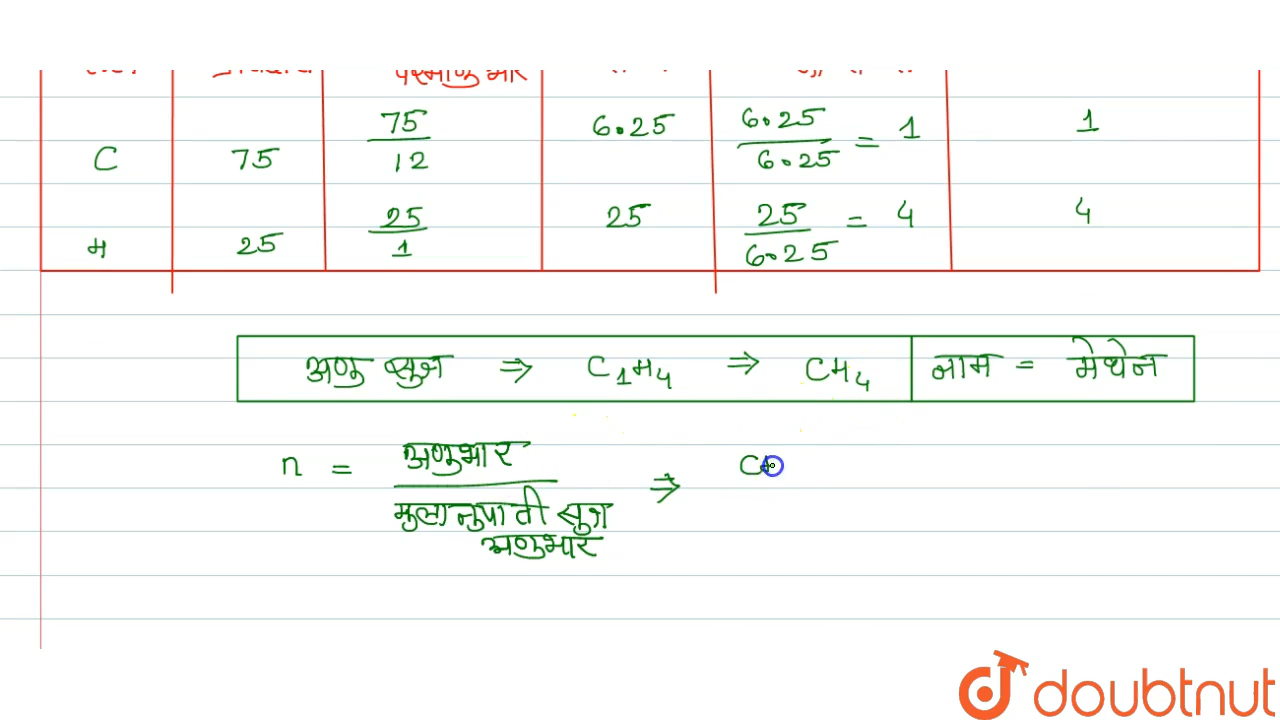 परमाणु भार
75 6.25 6.25 = 1 1
C 75 12 6.25
25 25 25 = 4 4
H 25 1 6.25
अणु सूत्र ⇒ C₁H₄ ⇒ CH₄ नाम = मेथेन
n = अणुभार ⇒ CH
मुलानुपाती सूत्र
अणुभार
doubtnut